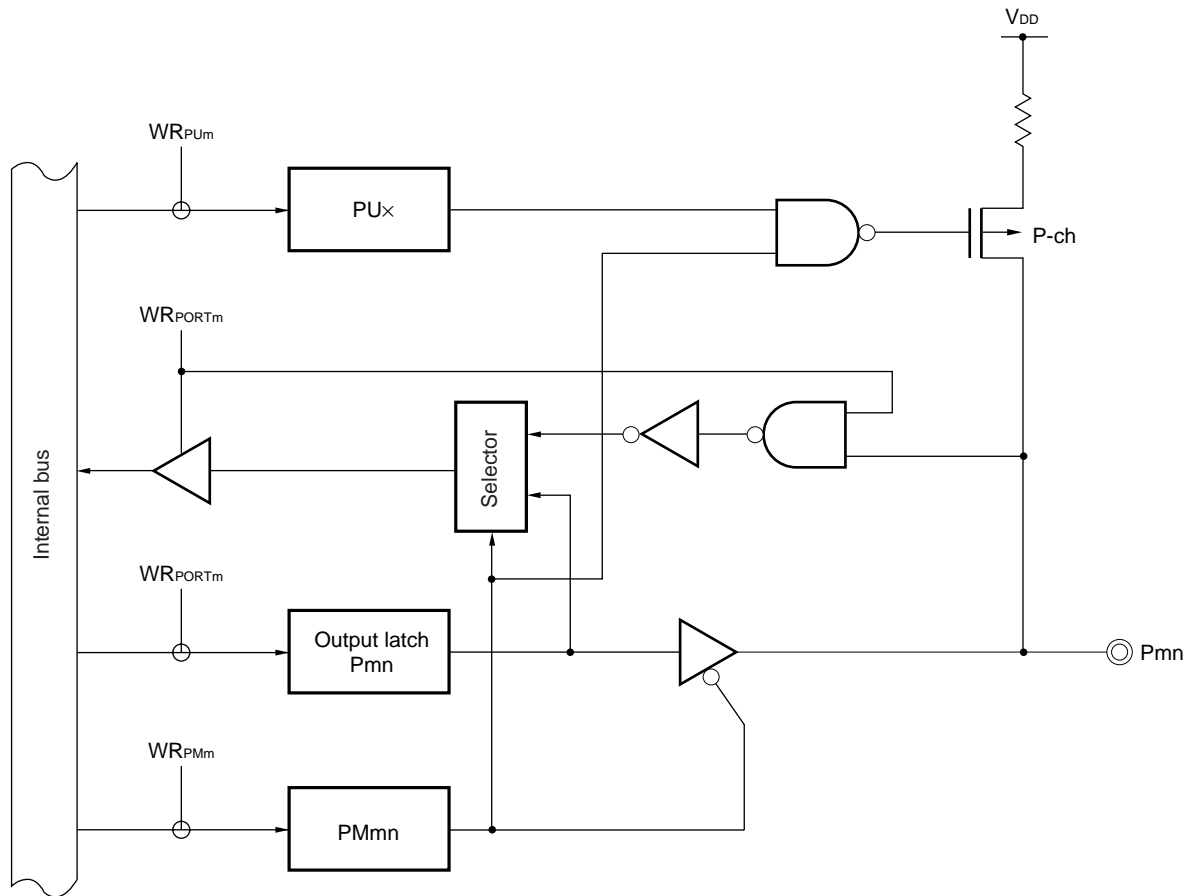 VDD
WRPUm
PU×
P-ch
WRPORTm
Selector
Internal bus
WRPORTm
Output latch
Pmn
Pmn
WRPMm
PMmn